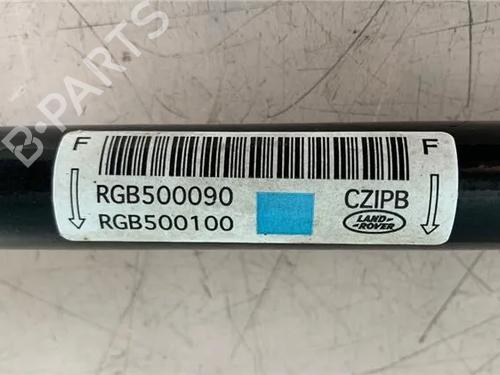 B-PARTS
F F
RGB500090 CZIPB
RGB500100 LAND-
ROVER